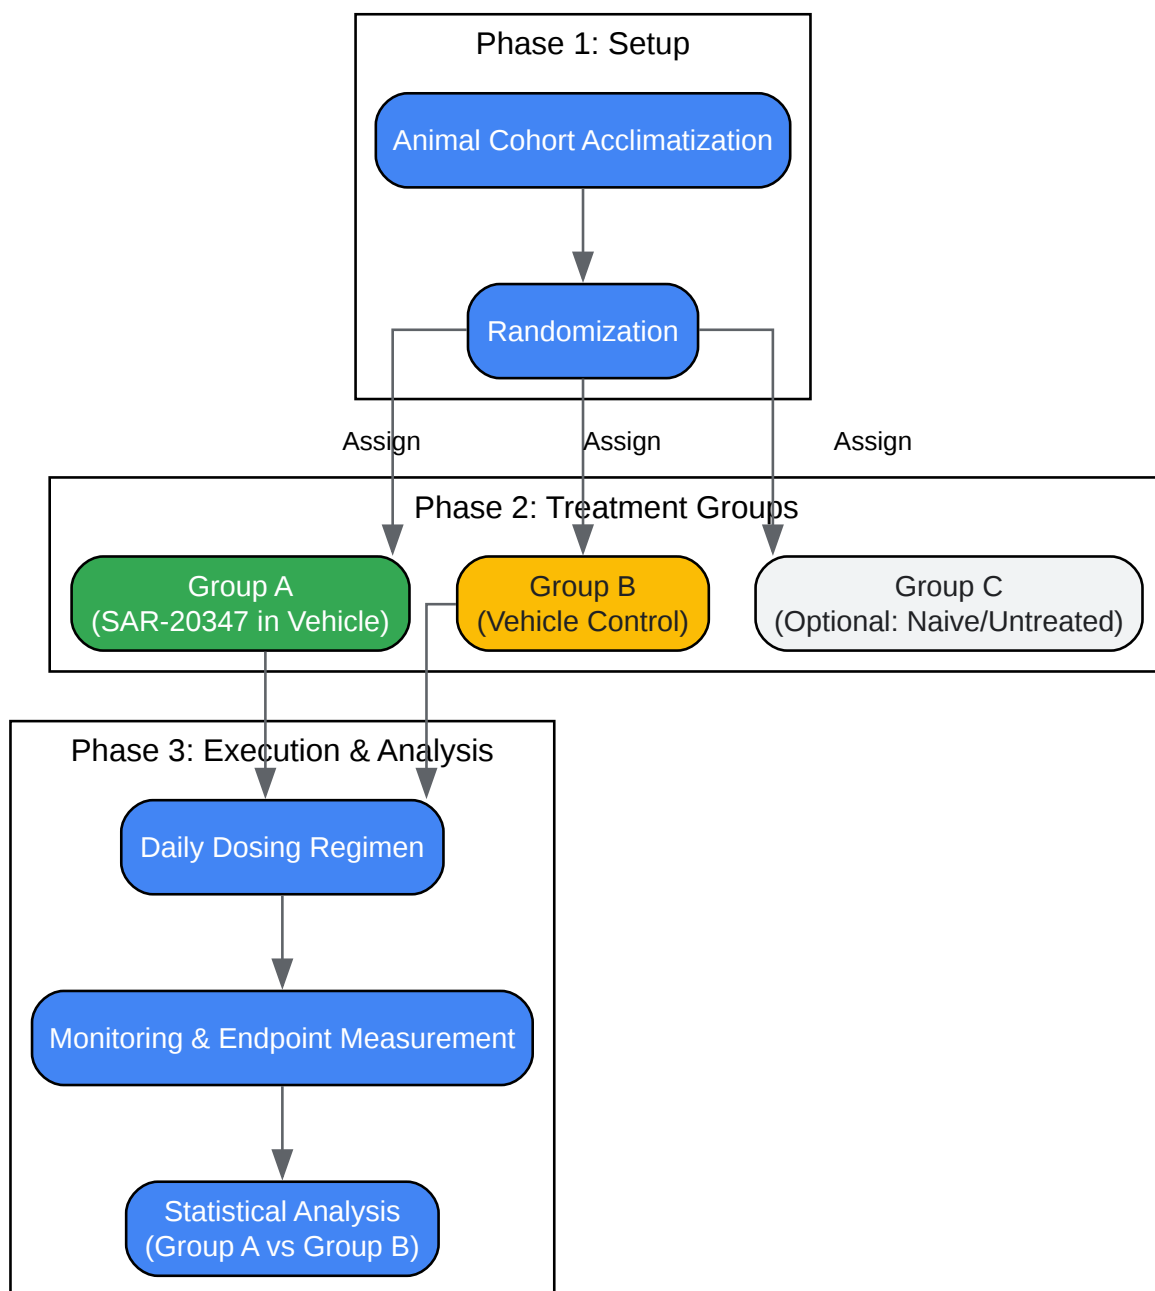 Phase 1: Setup
Animal Cohort Acclimatization
Randomization
Assign
Assign
Assign
Phase 2: Treatment Groups
Group A
(SAR-20347 in Vehicle)
Group B
(Vehicle Control)
Group C
(Optional: Naive/Untreated)
Phase 3: Execution & Analysis
Daily Dosing Regimen
Monitoring & Endpoint Measurement
Statistical Analysis
(Group A vs Group B)